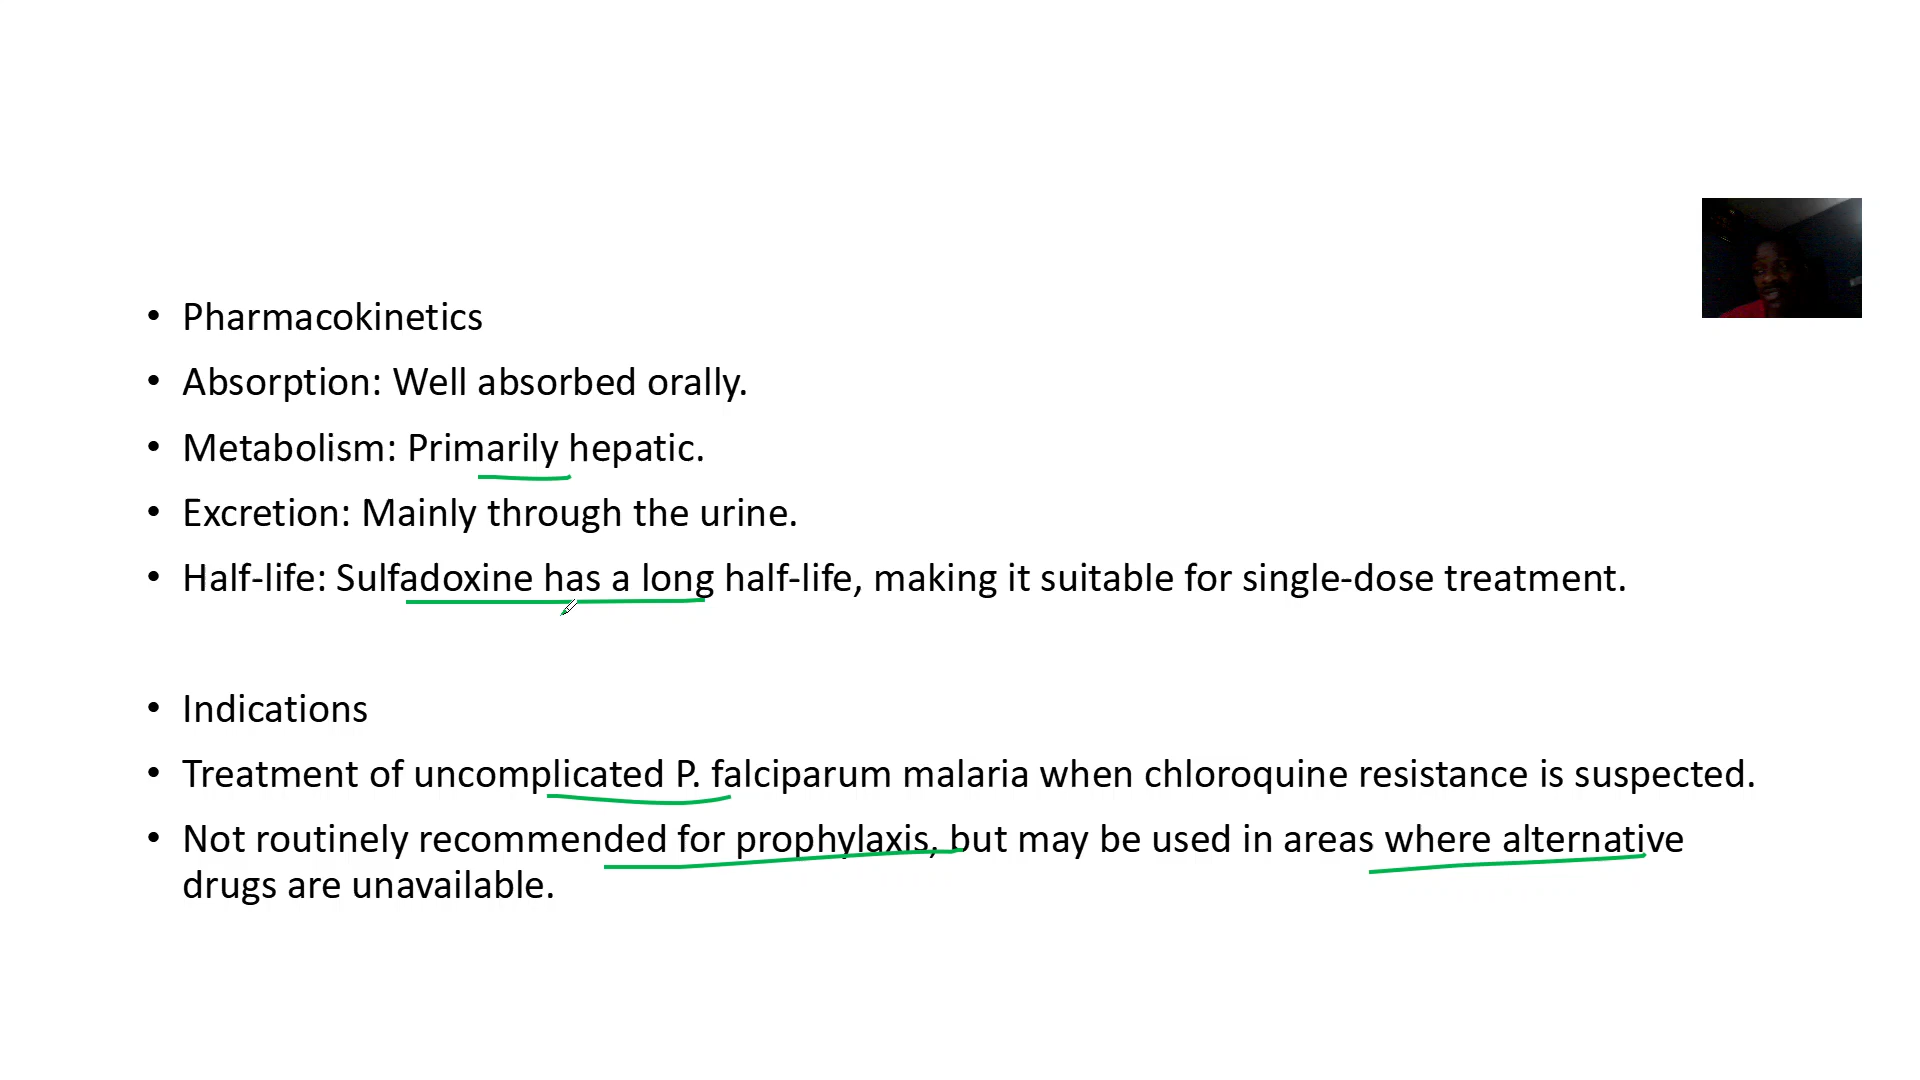 • Pharmacokinetics
• Absorption: Well absorbed orally.
• Metabolism: Primarily hepatic.
• Excretion: Mainly through the urine.
• Half-life: Sulfadoxine has a long half-life, making it suitable for single-dose treatment.
• Indications
• Treatment of uncomplicated P. falciparum malaria when chloroquine resistance is suspected.
• Not routinely recommended for prophylaxis, but may be used in areas where alternative
drugs are unavailable.